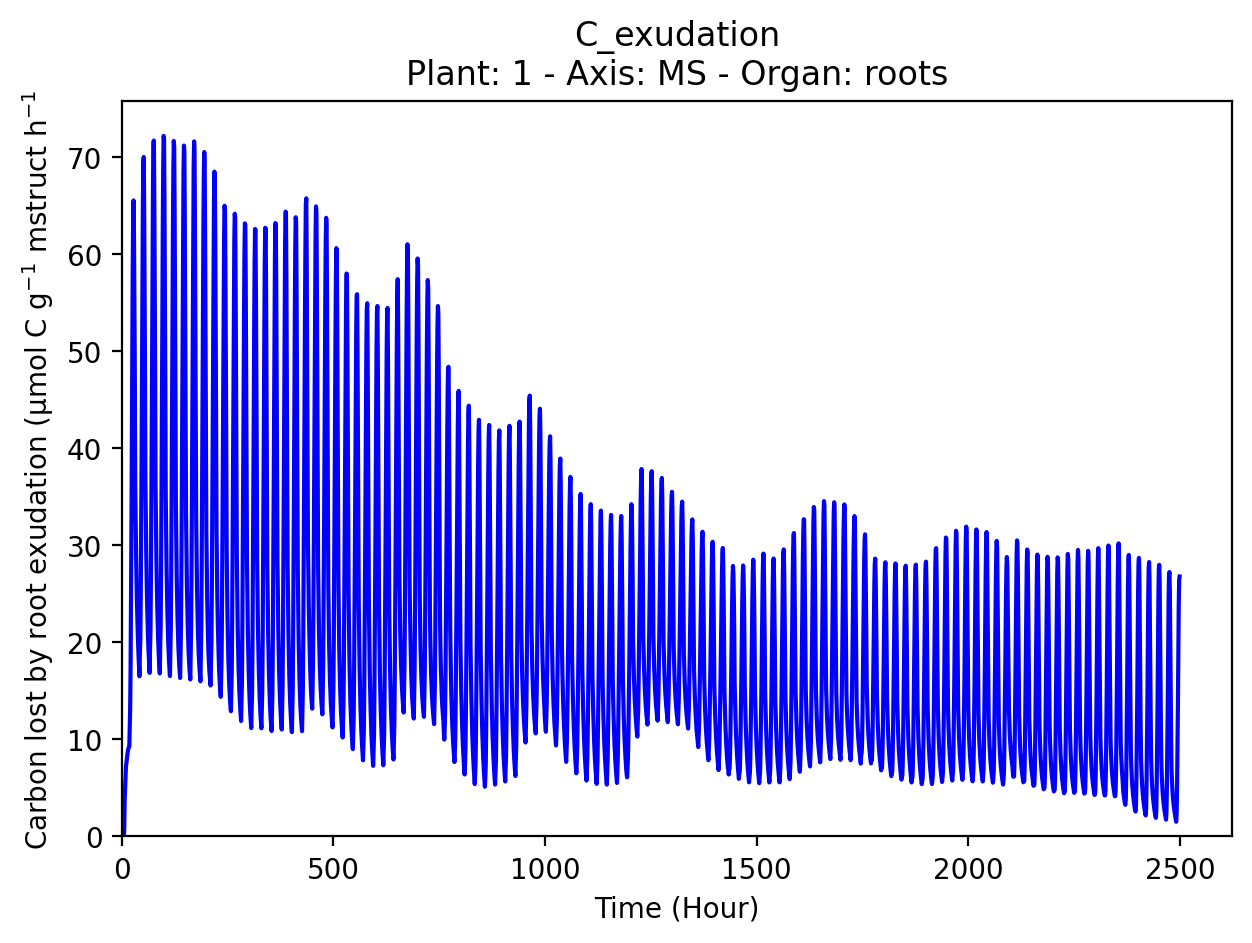 C_exudation
Plant: 1 - Axis: MS - Organ: roots
Carbon lost by root exudation (µmol C g⁻¹ mstruct h⁻¹
70
60
50
40
30
20
10
0
0 500 1000 1500 2000 2500
Time (Hour)